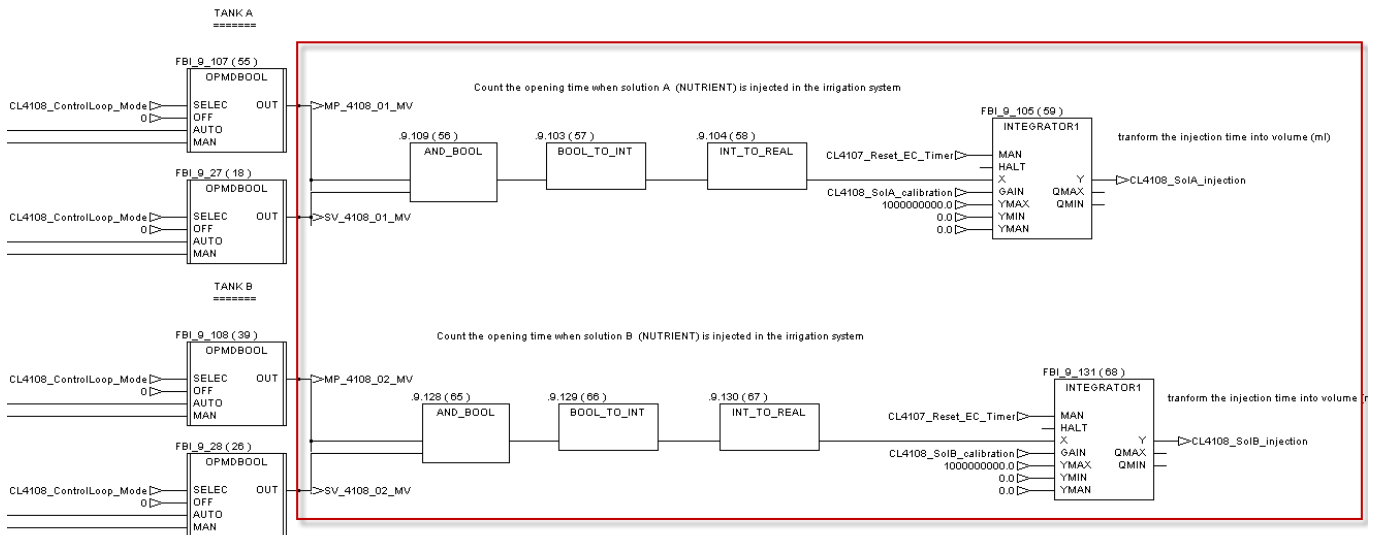 TANK A
=======
FBI_9_107 (55)
OPMDBOOL
CL4108_ControlLoop_Mode SELEC OUT MP_4108_01_MV
0 OFF
AUTO
MAN
Count the opening time when solution A (NUTRIENT) is injected in the irrigation system
.9.109 (56)
AND_BOOL
.9.103 (57)
BOOL_TO_INT
.9.104 (58)
INT_TO_REAL
FBI_9_105 (59)
INTEGRATOR1
tranform the injection time into volume (ml)
CL4107_Reset_EC_Timer MAN
HALT
X Y CL4108_SolA_injection
CL4108_SolA_calibration GAIN QMAX
1000000000.0 YMAX QMIN
0.0 YMIN
0.0 YMAN
FBI_9_27 (18)
OPMDBOOL
CL4108_ControlLoop_Mode SELEC OUT SV_4108_01_MV
0 OFF
AUTO
MAN
TANK B
=======
FBI_9_108 (39)
OPMDBOOL
CL4108_ControlLoop_Mode SELEC OUT MP_4108_02_MV
0 OFF
AUTO
MAN
Count the opening time when solution B (NUTRIENT) is injected in the irrigation system
.9.128 (65)
AND_BOOL
.9.129 (66)
BOOL_TO_INT
.9.130 (67)
INT_TO_REAL
FBI_9_131 (68)
INTEGRATOR1
tranform the injection time into volume
CL4107_Reset_EC_Timer MAN
HALT
X Y CL4108_SolB_injection
CL4108_SolB_calibration GAIN QMAX
1000000000.0 YMAX QMIN
0.0 YMIN
0.0 YMAN
FBI_9_28 (26)
OPMDBOOL
CL4108_ControlLoop_Mode SELEC OUT SV_4108_02_MV
0 OFF
AUTO
MAN